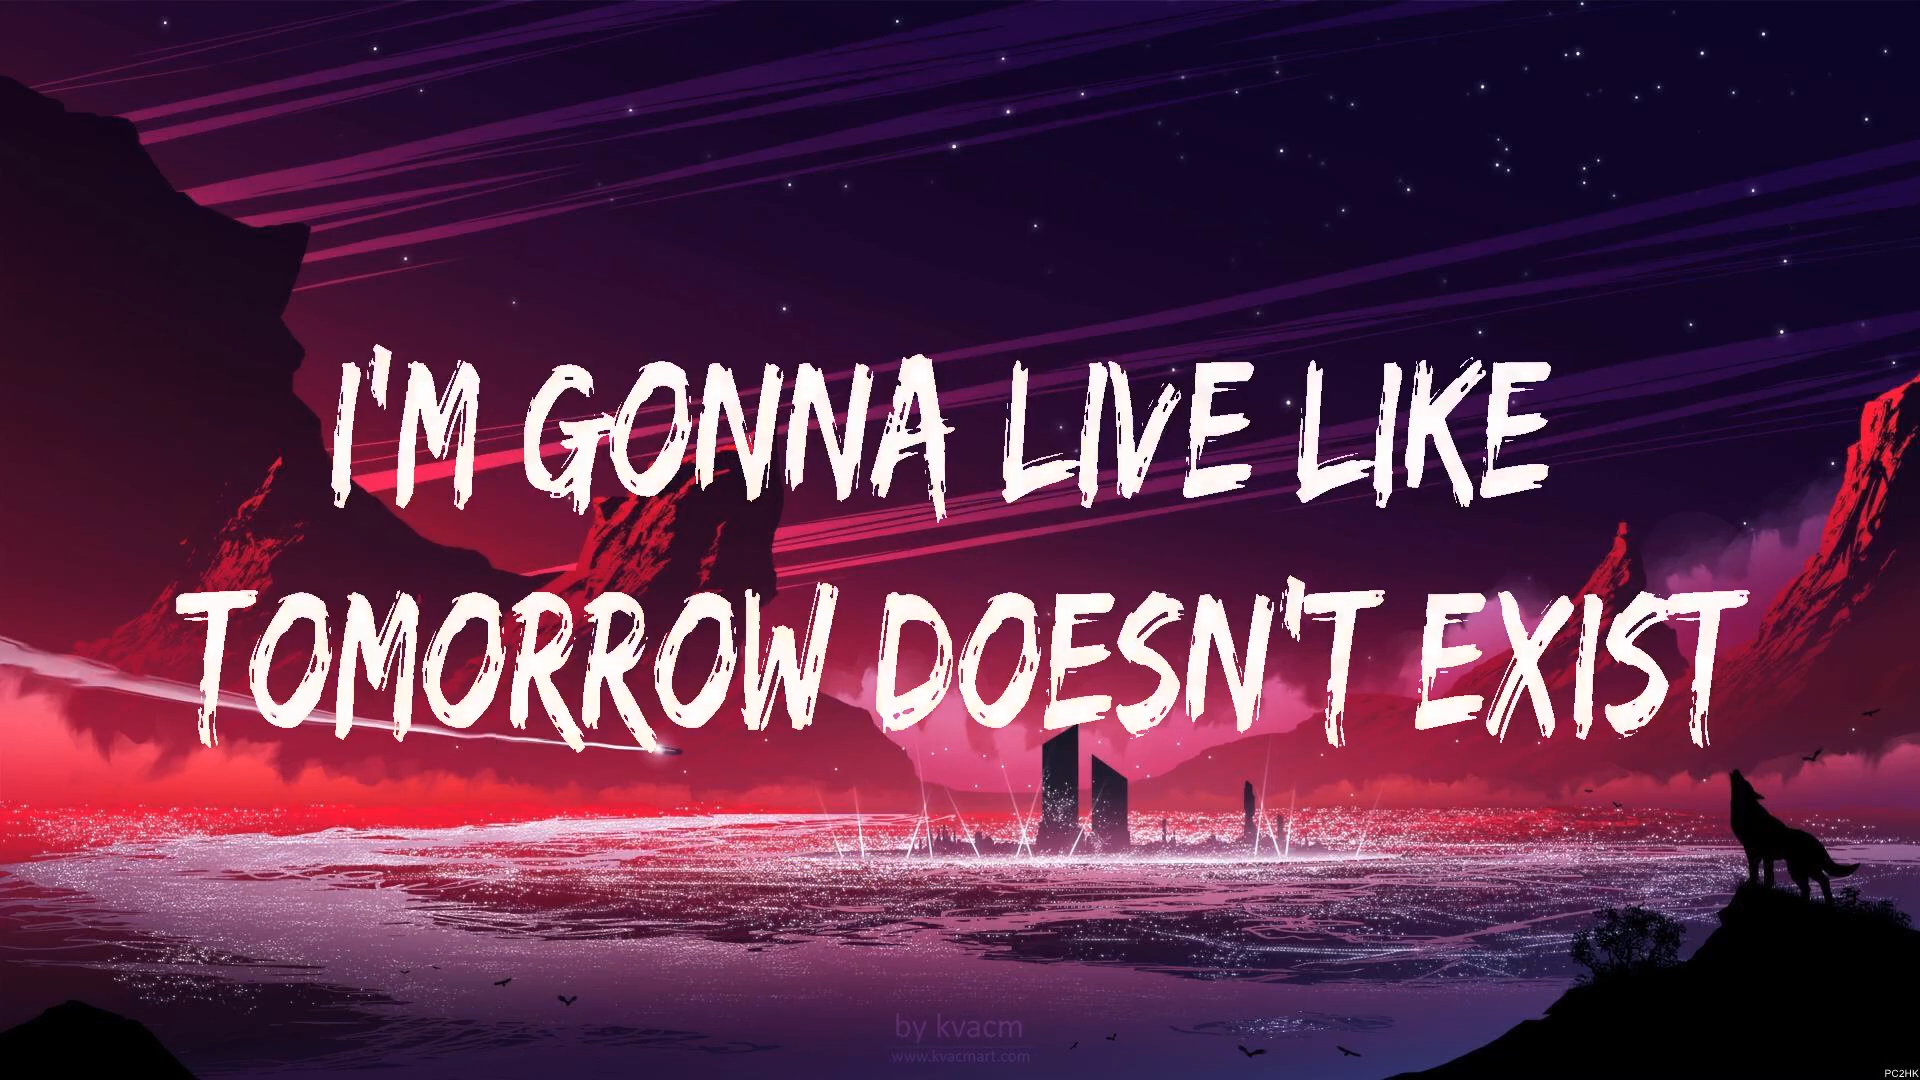 I'M GONNA LIVE LIKE
TOMORROW DOESN'T EXIST
by kvacm
www.kvacmart.com
PC2HK